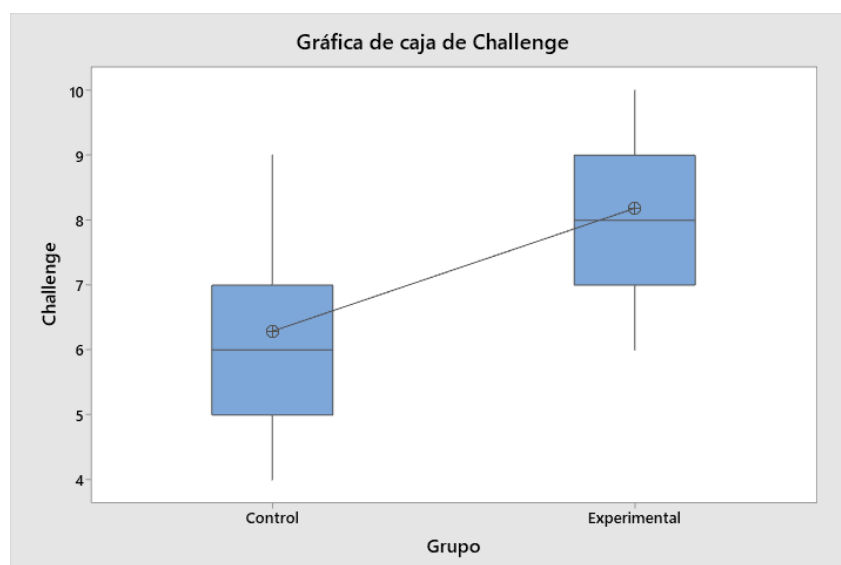 Gráfica de caja de Challenge
10
9
8
7
6
5
4
Challenge
Control
Experimental
Grupo